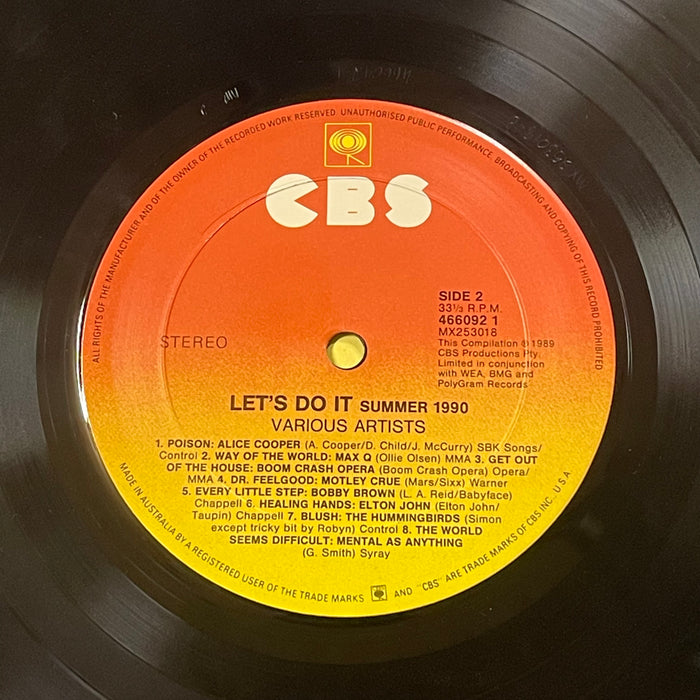 ALL RIGHTS OF THE MANUFACTURER AND OF THE OWNER OF THE RECORDED WORK RESERVED. UNAUTHORISED PUBLIC PERFORMANCE, BROADCASTING AND COPYING OF THIS RECORD PROHIBITED
CBS
SIDE 2
33⅓ R.P.M.
466092 1
MX253018
STEREO
This Compilation ℗ 1989
CBS Productions Pty.
Limited in conjunction
with WEA, BMG and
PolyGram Records
LET'S DO IT SUMMER 1990
VARIOUS ARTISTS
1. POISON: ALICE COOPER (A. Cooper/D. Child/J. McCurry) SBK Songs/
Control 2. WAY OF THE WORLD: MAX Q (Ollie Olsen) MMA 3. GET OUT
OF THE HOUSE: BOOM CRASH OPERA (Boom Crash Opera) Opera/
MMA 4. DR. FEELGOOD: MOTLEY CRUE (Mars/Sixx) Warner
5. EVERY LITTLE STEP: BOBBY BROWN (L. A. Reid/Babyface)
Chappell 6. HEALING HANDS: ELTON JOHN (Elton John/
Taupin) Chappell 7. BLUSH: THE HUMMINGBIRDS (Simon
except tricky bit by Robyn) Control 8. THE WORLD
SEEMS DIFFICULT: MENTAL AS ANYTHING
(G. Smith) Syray
MADE IN AUSTRALIA BY A REGISTERED USER OF THE TRADE MARKS AND "CBS" ARE TRADE MARKS OF CBS INC. U.S.A.